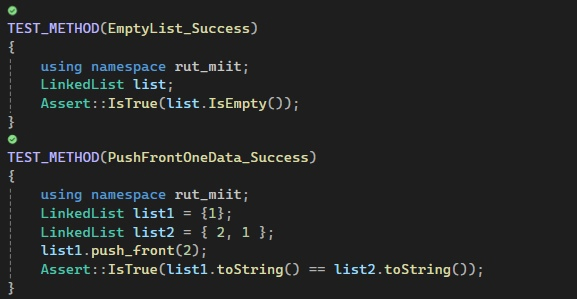 TEST_METHOD(EmptyList_Success)
{
    using namespace rut_miit;
    LinkedList list;
    Assert::IsTrue(list.IsEmpty());
}
TEST_METHOD(PushFrontOneData_Success)
{
    using namespace rut_miit;
    LinkedList list1 = {1};
    LinkedList list2 = { 2, 1 };
    list1.push_front(2);
    Assert::IsTrue(list1.toString() == list2.toString());
}